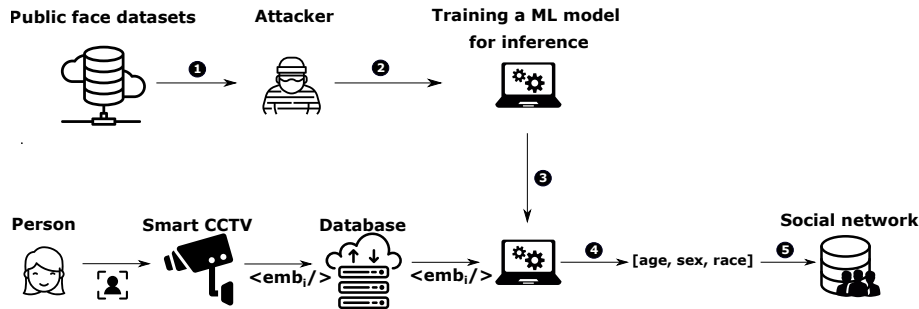 Public face datasets
Attacker
Training a ML model
for inference
1
2
3
Person
Smart CCTV
Database
Social network
<emb_i/>
<emb_i/>
4
[age, sex, race]
5